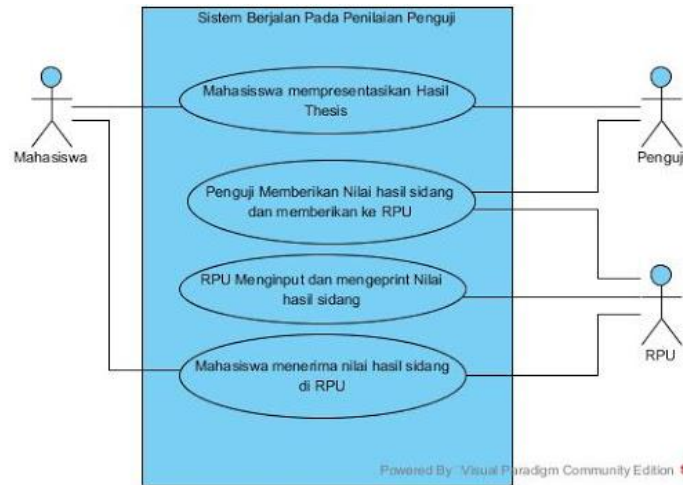 Sistem Berjalan Pada Penilaian Penguji
Mahasisswa mempresentasikan Hasil
Thesis
Mahasiswa
Penguji
Penguji Memberikan Nilai hasil sidang
dan memberikan ke RPU
RPU Menginput dan mengeprint Nilai
hasil sidang
RPU
Mahasiswa menerima nilai hasil sidang
di RPU
Powered By Visual Paradigm Community Edition